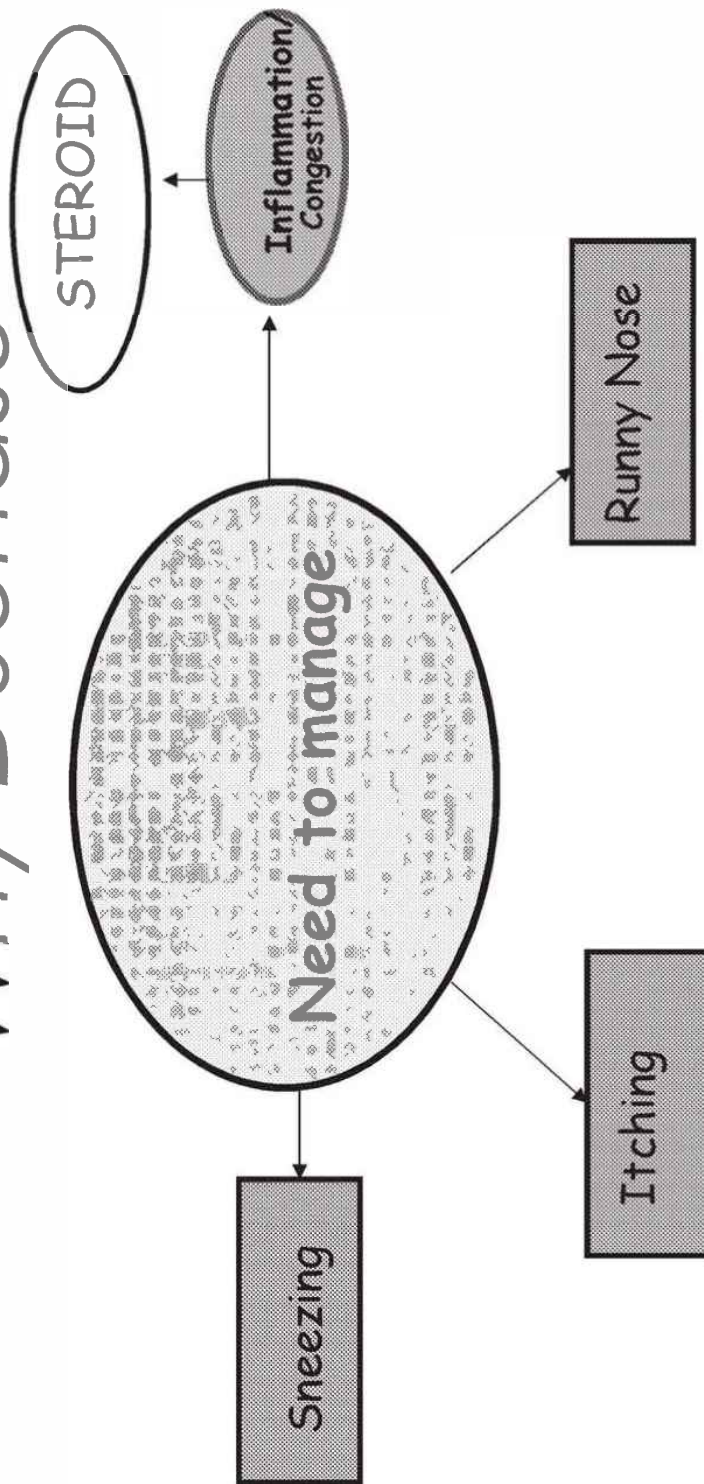 STEROID
Inflammation/
Congestion
Need to manage
Sneezing
Itching
Runny Nose